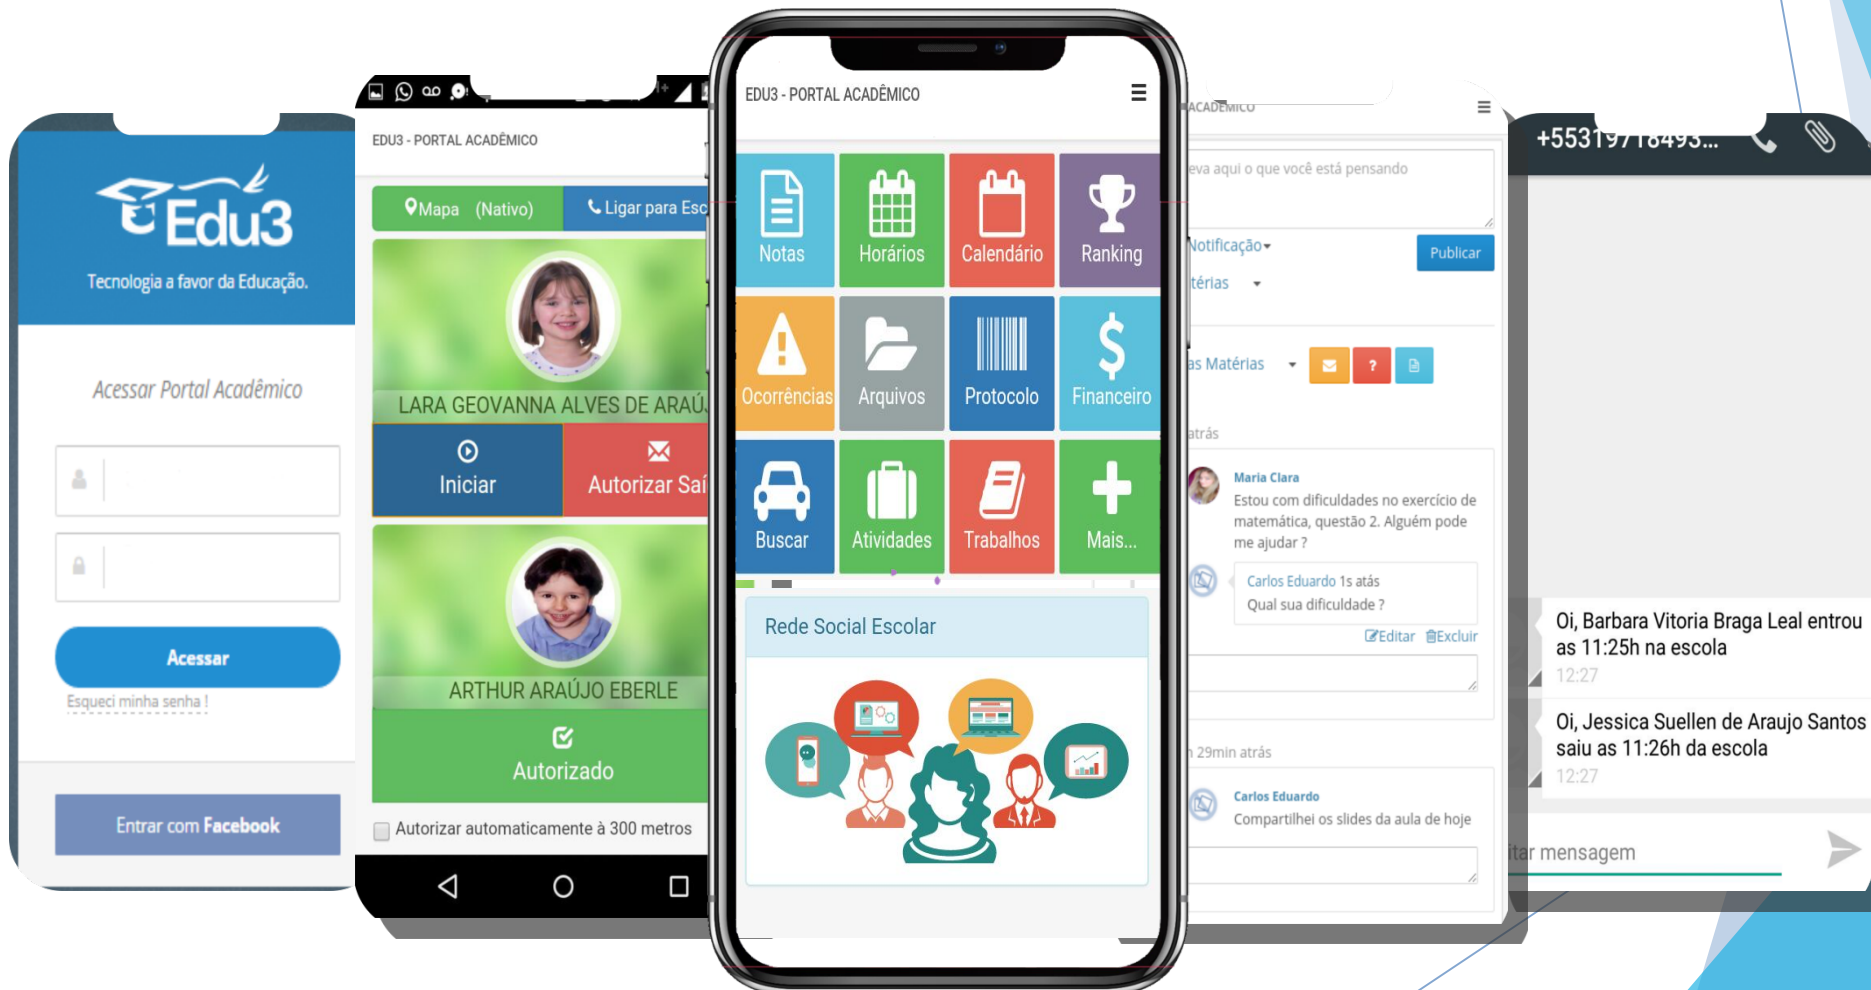 Edu3
Tecnologia a favor da Educação.
Acessar Portal Acadêmico
Acessar
Esqueci minha senha !
Entrar com Facebook
EDU3 - PORTAL ACADÊMICO
Mapa (Nativo)
Ligar para Esc
LARA GEOVANNA ALVES DE ARAÚJ
Iniciar
Autorizar Saí
ARTHUR ARAÚJO EBERLE
Autorizado
Autorizar automaticamente à 300 metros
EDU3 - PORTAL ACADÊMICO
Notas
Horários
Calendário
Ranking
Ocorrências
Arquivos
Protocolo
Financeiro
Buscar
Atividades
Trabalhos
Mais...
Rede Social Escolar
ACADÊMICO
eva aqui o que você está pensando
Notificação
Publicar
térias
as Matérias
atrás
Maria Clara
Estou com dificuldades no exercício de
matemática, questão 2. Alguém pode
me ajudar ?
Carlos Eduardo 1s atás
Qual sua dificuldade ?
Editar Excluir
29min atrás
Carlos Eduardo
Compartilhei os slides da aula de hoje
+55319718493...
Oi, Barbara Vitoria Braga Leal entrou
as 11:25h na escola
12:27
Oi, Jessica Suellen de Araujo Santos
saiu as 11:26h da escola
12:27
itar mensagem